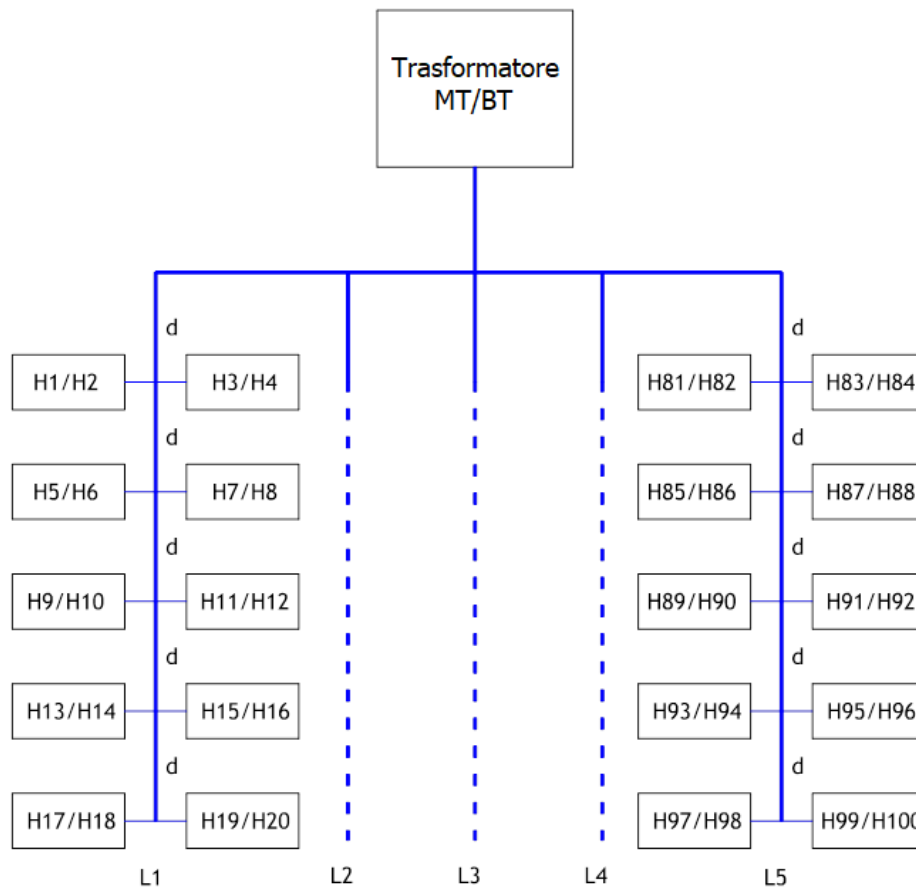 Trasformatore
MT/BT
d
d
H1/H2
H3/H4
H81/H82
H83/H84
d
d
H5/H6
H7/H8
H85/H86
H87/H88
d
d
H9/H10
H11/H12
H89/H90
H91/H92
d
d
H13/H14
H15/H16
H93/H94
H95/H96
d
d
H17/H18
H19/H20
H97/H98
H99/H100
L1
L2
L3
L4
L5